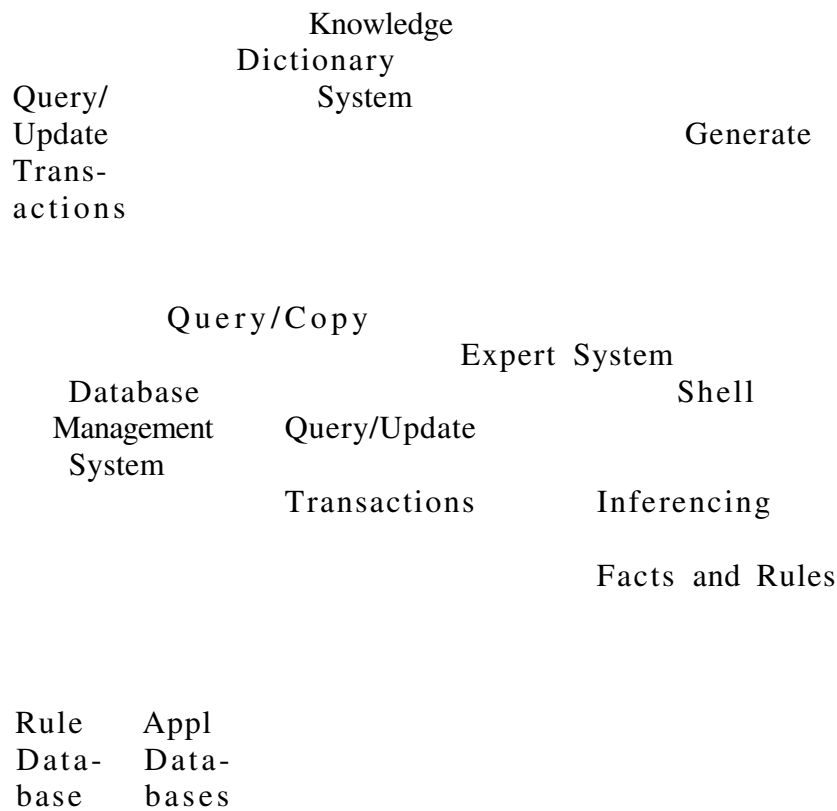 Knowledge
Dictionary
Query/ System
Update Generate
Trans-
actions
Query/Copy
Expert System
Database Shell
Management Query/Update
System
Transactions Inferencing
Facts and Rules
Rule Appl
Data- Data-
base bases